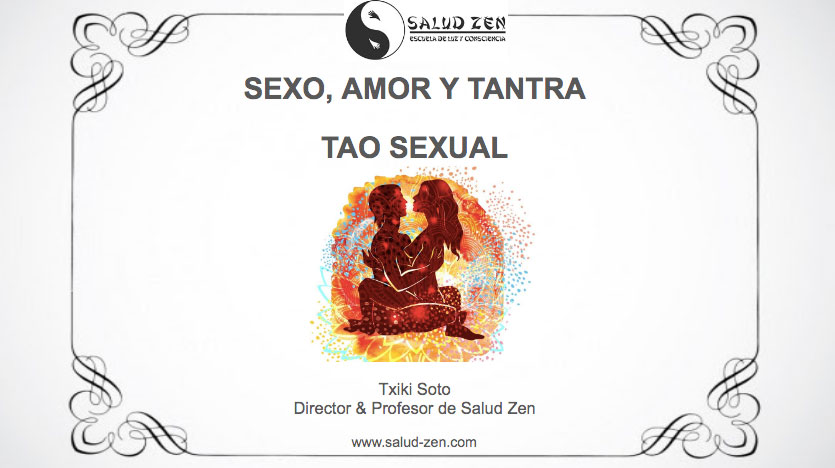 SALUD ZEN
ESCUELA DE LUZ Y CONSCIENCIA
SEXO, AMOR Y TANTRA
TAO SEXUAL
Txiki Soto
Director & Profesor de Salud Zen
www.salud-zen.com